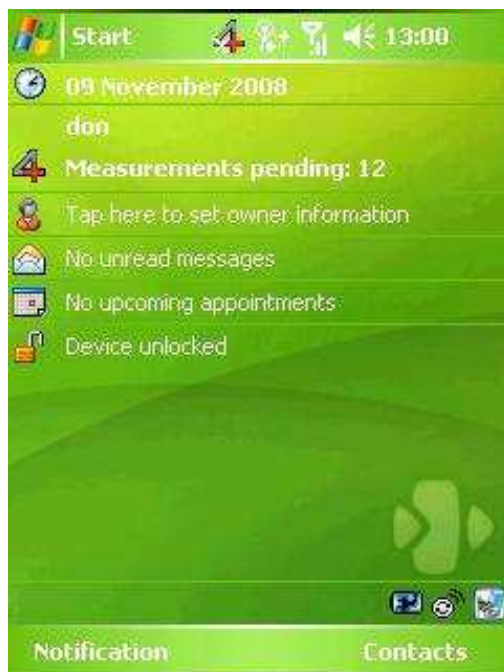 Start 13:00
09 November 2008
don
Measurements pending: 12
Tap here to set owner information
No unread messages
No upcoming appointments
Device unlocked
Notification Contacts